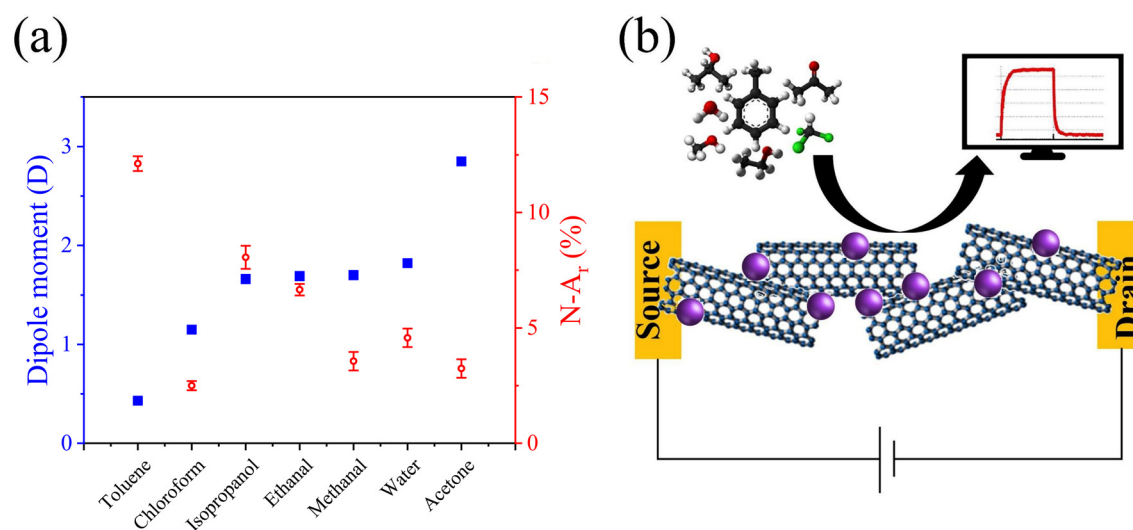 (a)
Dipole moment (D)
3
2
1
0
15
10
5
0
N-Aᵣ (%)
Toluene
Chloroform
Isopropanol
Ethanal
Methanal
Water
Acetone
(b)
Source
Drain